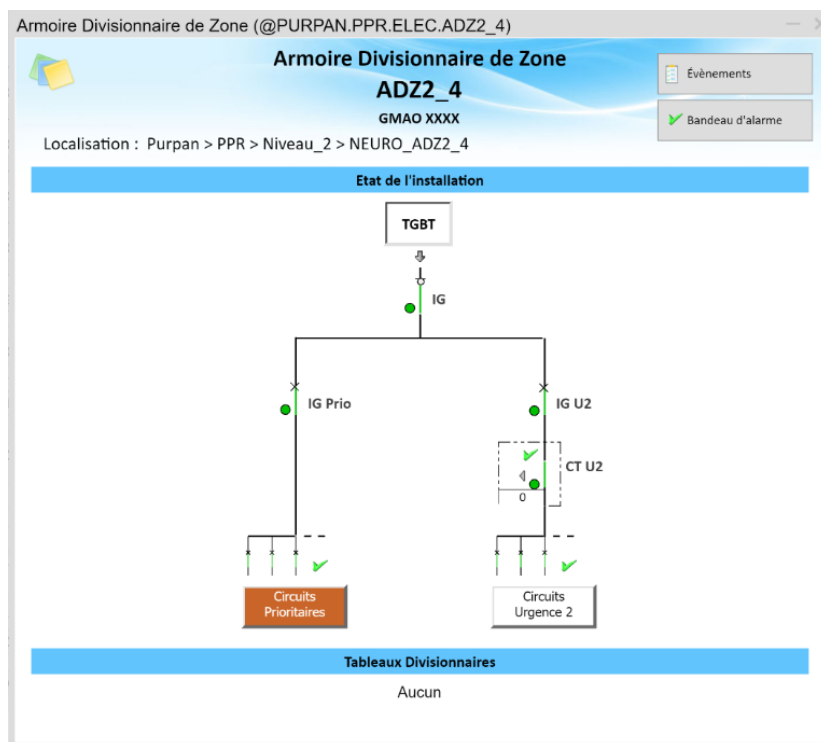 Armoire Divisionnaire de Zone (@PURPAN.PPR.ELEC.ADZ2_4)
Armoire Divisionnaire de Zone
ADZ2_4
GMAO XXXX
Évènements
Bandeau d'alarme
Localisation : Purpan > PPR > Niveau_2 > NEURO_ADZ2_4
Etat de l'installation
TGBT
IG
IG Prio
IG U2
CT U2
0
Circuits
Prioritaires
Circuits
Urgence 2
Tableaux Divisionnaires
Aucun